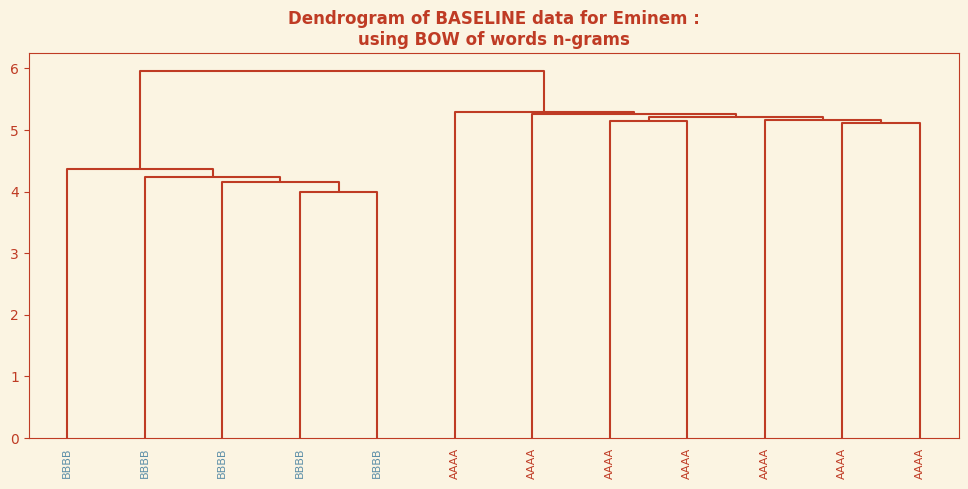 Dendrogram of BASELINE data for Eminem :
using BOW of words n-grams
6
5
4
3
2
1
0
BBBB
BBBB
BBBB
BBBB
BBBB
AAAA
AAAA
AAAA
AAAA
AAAA
AAAA
AAAA